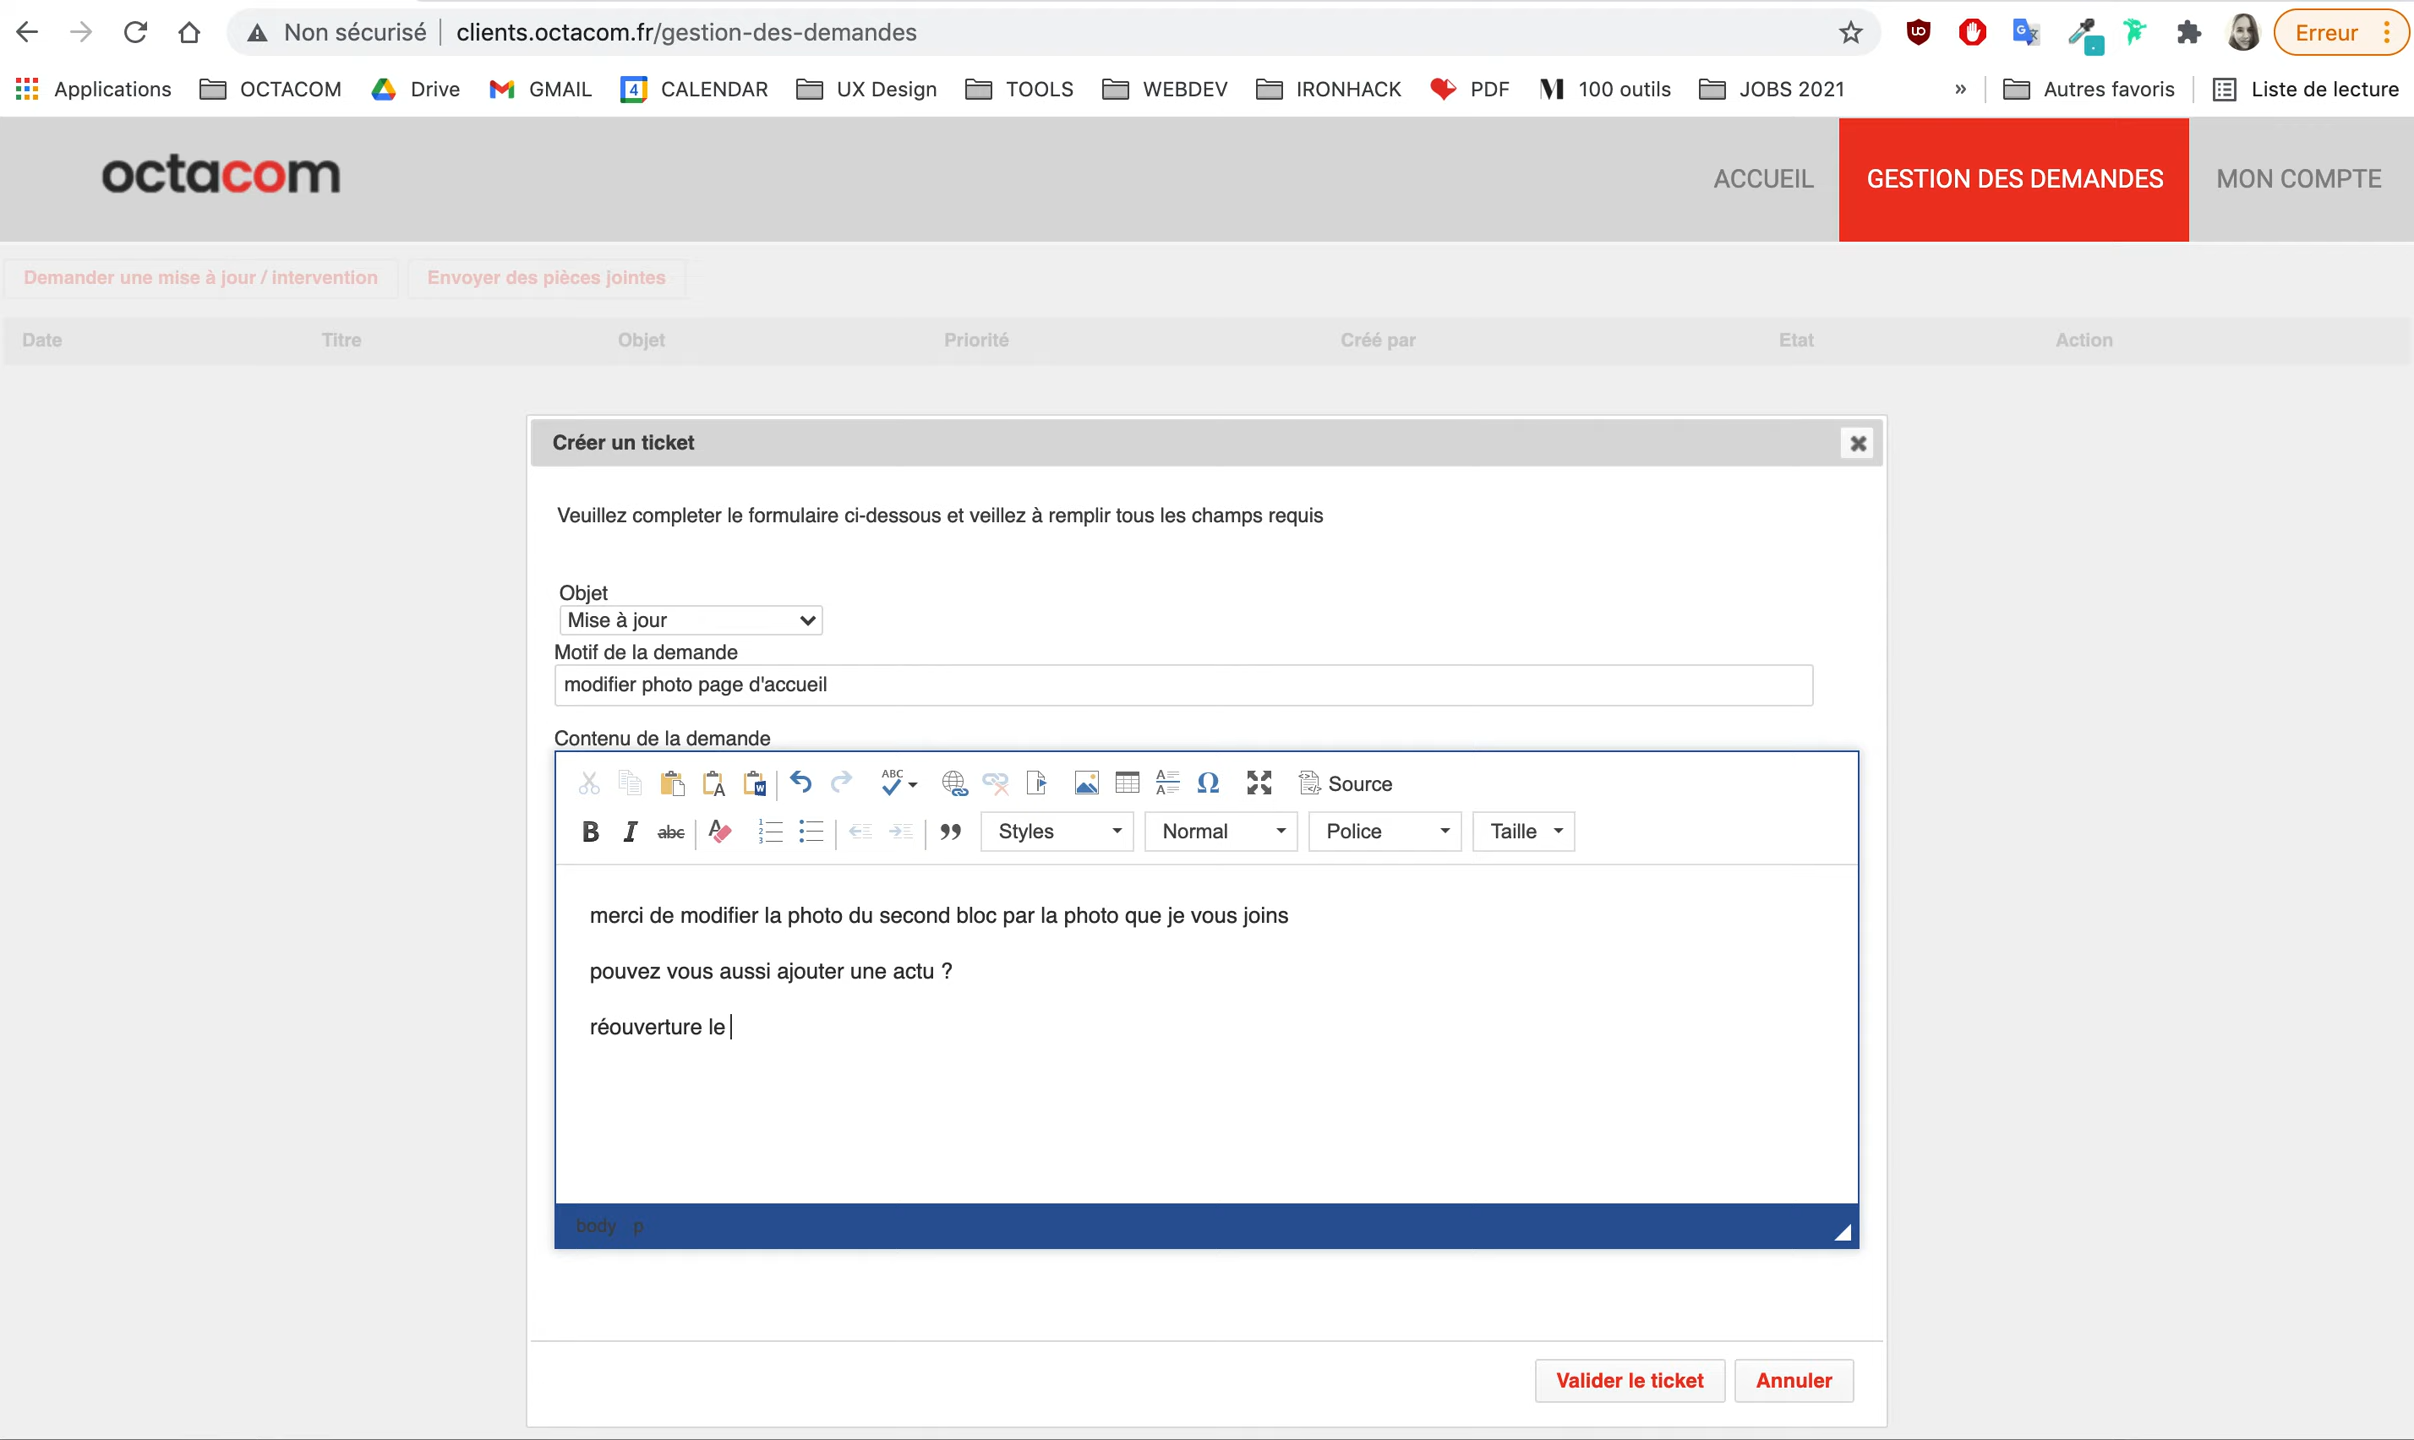 Non sécurisé clients.octacom.fr/gestion-des-demandes Erreur
Applications OCTACOM Drive 4 CALENDAR GMAIL UX Design TOOLS WEBDEV IRONHACK PDF 100 outils JOBS 2021 » Autres favoris Liste de lecture
octacom ACCUEIL GESTION DES DEMANDES MON COMPTE
Demander une mise à jour / intervention Envoyer des pièces jointes
Date Titre Objet Priorité Créé par Etat Action
Créer un ticket
Veuillez completer le formulaire ci-dessous et veillez à remplir tous les champs requis
Objet
Mise à jour
Motif de la demande
modifier photo page d'accueil
Contenu de la demande
ABC Source
B I abc Styles Normal Police Taille
merci de modifier la photo du second bloc par la photo que je vous joins
pouvez vous aussi ajouter une actu ?
réouverture le
body p
Valider le ticket Annuler